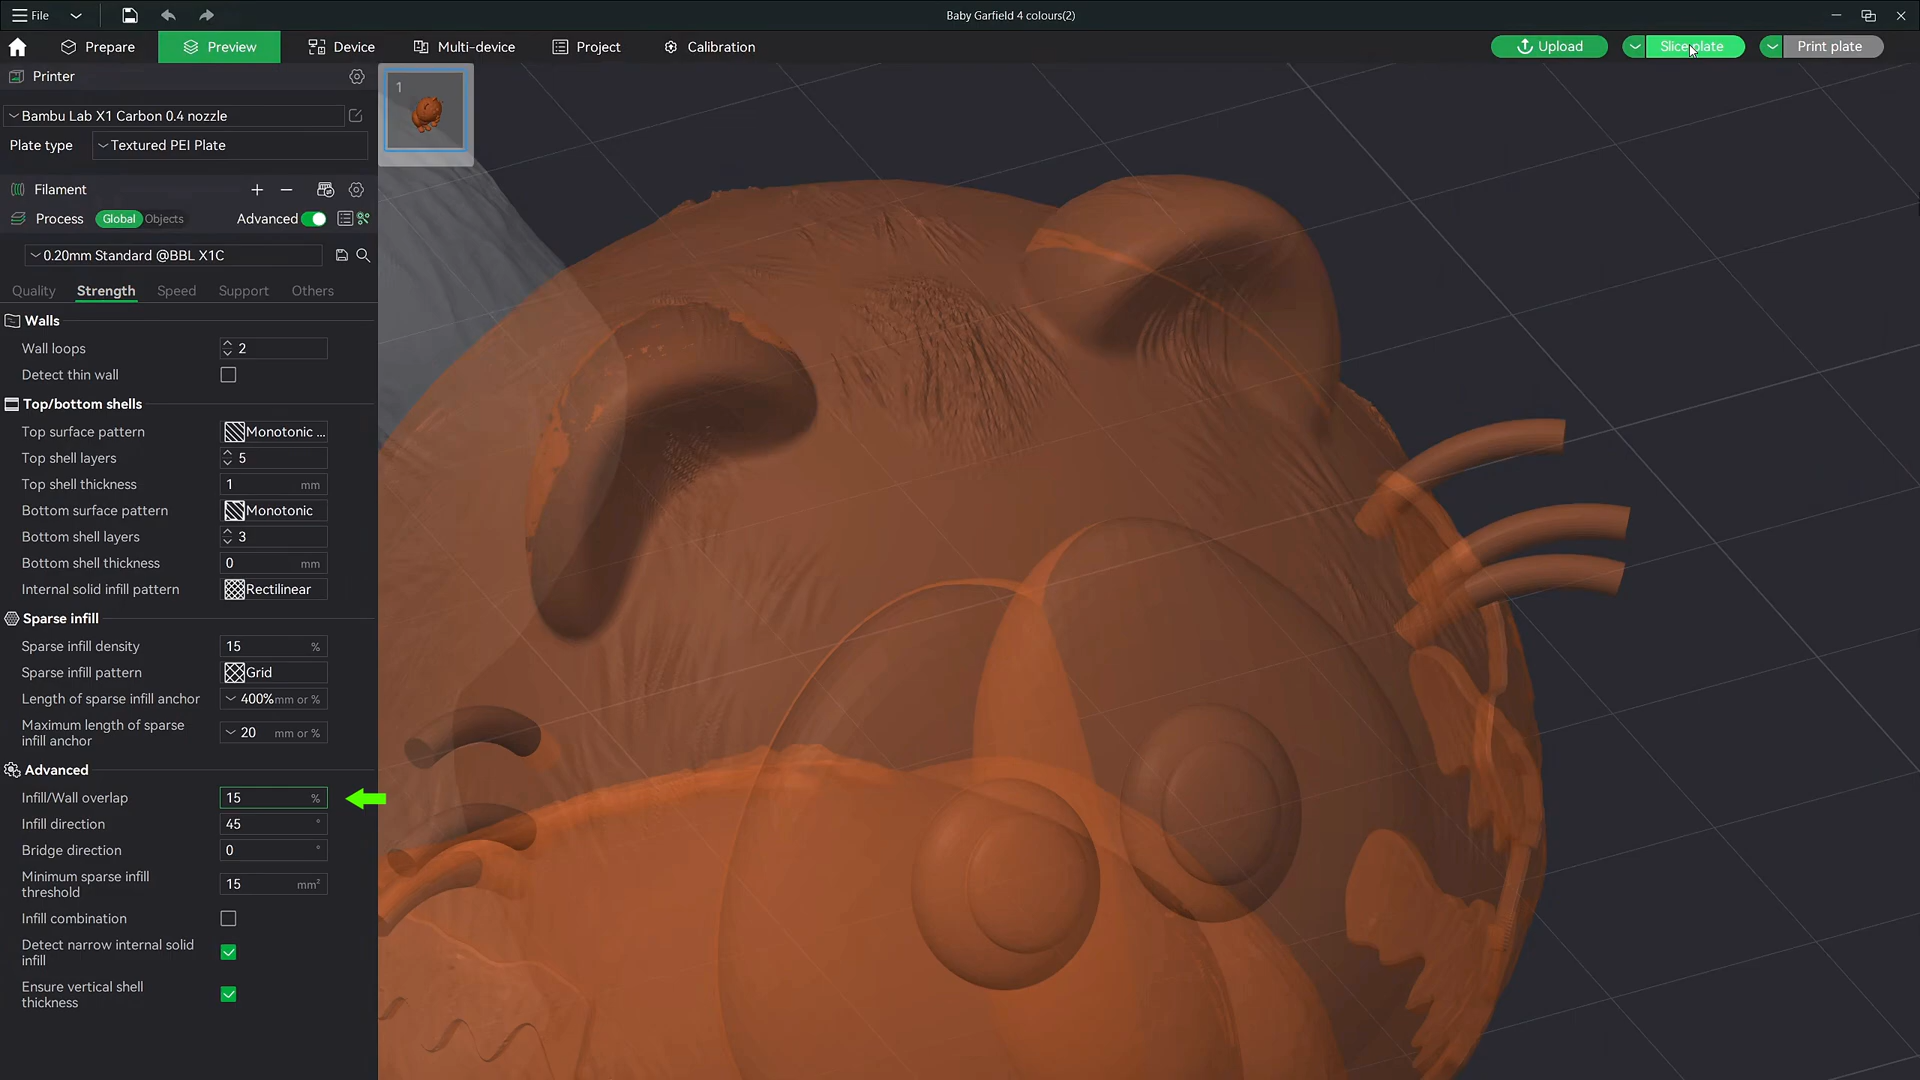 File
Baby Garfield 4 colours(2)
Prepare
Preview
Device
Multi-device
Project
Calibration
Upload
Slice plate
Print plate
Printer
1
Bambu Lab X1 Carbon 0.4 nozzle
Plate type
Textured PEI Plate
Filament
Process
Global
Objects
Advanced
0.20mm Standard @BBL X1C
Quality
Strength
Speed
Support
Others
Walls
Wall loops 2
Detect thin wall
Top/bottom shells
Top surface pattern Monotonic ...
Top shell layers 5
Top shell thickness 1 mm
Bottom surface pattern Monotonic
Bottom shell layers 3
Bottom shell thickness 0 mm
Internal solid infill pattern Rectilinear
Sparse infill
Sparse infill density 15 %
Sparse infill pattern Grid
Length of sparse infill anchor 400% mm or %
Maximum length of sparse
infill anchor 20 mm or %
Advanced
Infill/Wall overlap 15 %
Infill direction 45 °
Bridge direction 0 °
Minimum sparse infill
threshold 15 mm²
Infill combination
Detect narrow internal solid
infill
Ensure vertical shell
thickness